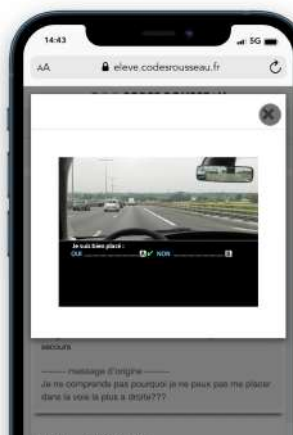 14:43
5G
AA
eleve.codesrousseau.fr
Je suis bien placé :
OUI A NON B
secours
-------- message d'origine --------
Je ne comprends pas pourquoi je ne peux pas me placer
dans la voie la plus a droite???